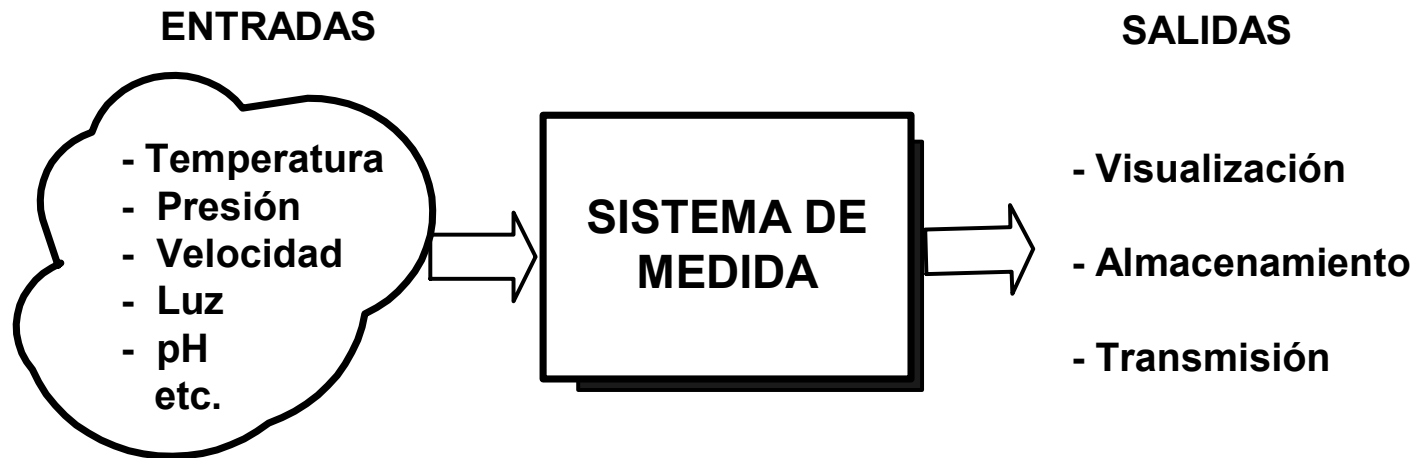 ENTRADAS
- Temperatura
- Presión
- Velocidad
- Luz
- pH
etc.
SISTEMA DE
MEDIDA
SALIDAS
- Visualización
- Almacenamiento
- Transmisión